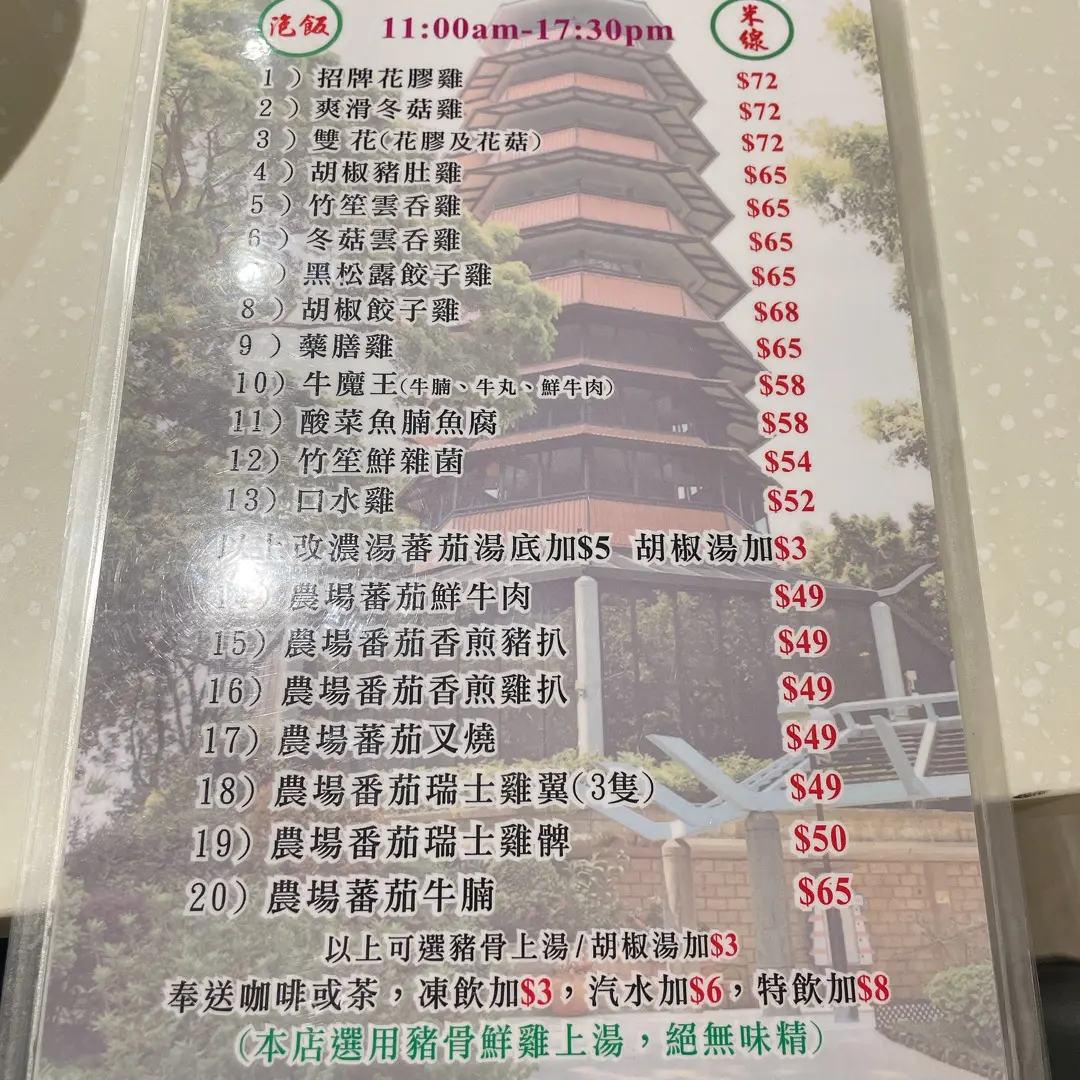 泡飯 11:00am-17:30pm 米線
1）招牌花膠雞 $72
2）爽滑冬菇雞 $72
3）雙花(花膠及花菇) $72
4）胡椒豬肚雞 $65
5）竹笙雲吞雞 $65
6）冬菇雲吞雞 $65
）黑松露餃子雞 $65
8）胡椒餃子雞 $68
9）藥膳雞 $65
10）牛魔王(牛腩、牛丸、鮮牛肉) $58
11）酸菜魚腩魚腐 $58
12）竹笙鮮雜菌 $54
13）口水雞 $52
以上改濃湯蕃茄湯底加$5 胡椒湯加$3
農場蕃茄鮮牛肉 $49
15）農場番茄香煎豬扒 $49
16）農場番茄香煎雞扒 $49
17）農場蕃茄叉燒 $49
18）農場番茄瑞士雞翼(3隻) $49
19）農場番茄瑞士雞髀 $50
20）農場蕃茄牛腩 $65
以上可選豬骨上湯/胡椒湯加$3
奉送咖啡或茶，凍飲加$3，汽水加$6，特飲加$8
(本店選用豬骨鮮雞上湯，絕無味精)